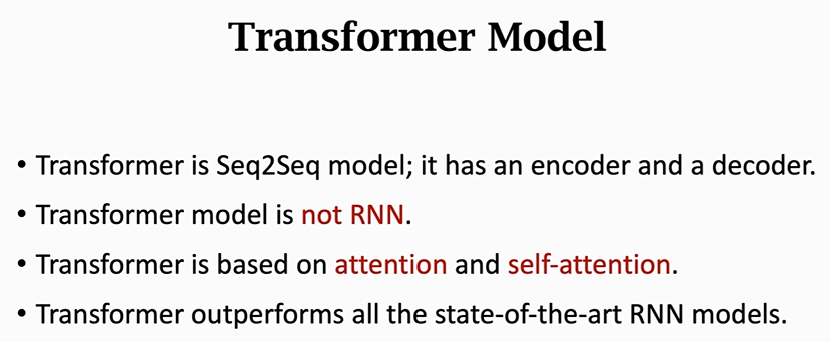 Transformer Model
• Transformer is Seq2Seq model; it has an encoder and a decoder.
• Transformer model is not RNN.
• Transformer is based on attention and self-attention.
• Transformer outperforms all the state-of-the-art RNN models.